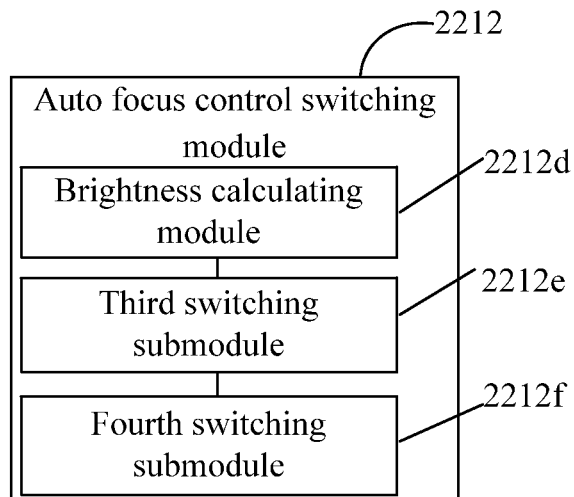 2212
Auto focus control switching
module
2212d
Brightness calculating
module
2212e
Third switching
submodule
2212f
Fourth switching
submodule